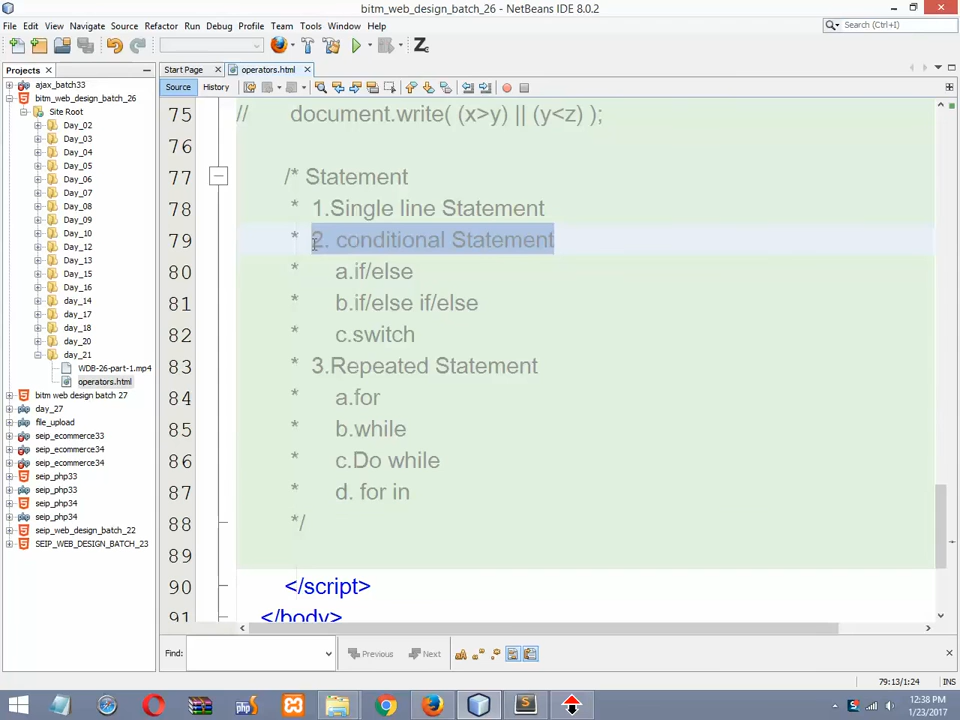 bitm_web_design_batch_26 - NetBeans IDE 8.0.2
File Edit View Navigate Source Refactor Run Debug Profile Team Tools Window Help
Search (Ctrl+I)
Projects
Start Page
operators.html
Source
History
ajax_batch33
bitm_web_design_batch_26
Site Root
Day_02
Day_03
Day_04
Day_05
Day_06
Day_07
Day_08
Day_09
Day_10
Day_12
Day_13
Day_15
Day_16
day_14
day_17
day_18
day_20
day_21
WDB-26-part-1.mp4
operators.html
bitm web design batch 27
day_27
file_upload
seip_ecommerce33
seip_ecommerce34
seip_ecommerce34
seip_php33
seip_php33
seip_php34
seip_php34
seip_web_design_batch_22
SEIP_WEB_DESIGN_BATCH_23
75 // document.write( (x>y) || (y<z) );
76
77 /* Statement
78 * 1.Single line Statement
79 * 2. conditional Statement
80 * a.if/else
81 * b.if/else if/else
82 * c.switch
83 * 3.Repeated Statement
84 * a.for
85 * b.while
86 * c.Do while
87 * d. for in
88 */
89
90 </script>
91 </body>
Find:
Previous
Next
79:13/1:24
INS
12:38 PM
1/23/2017